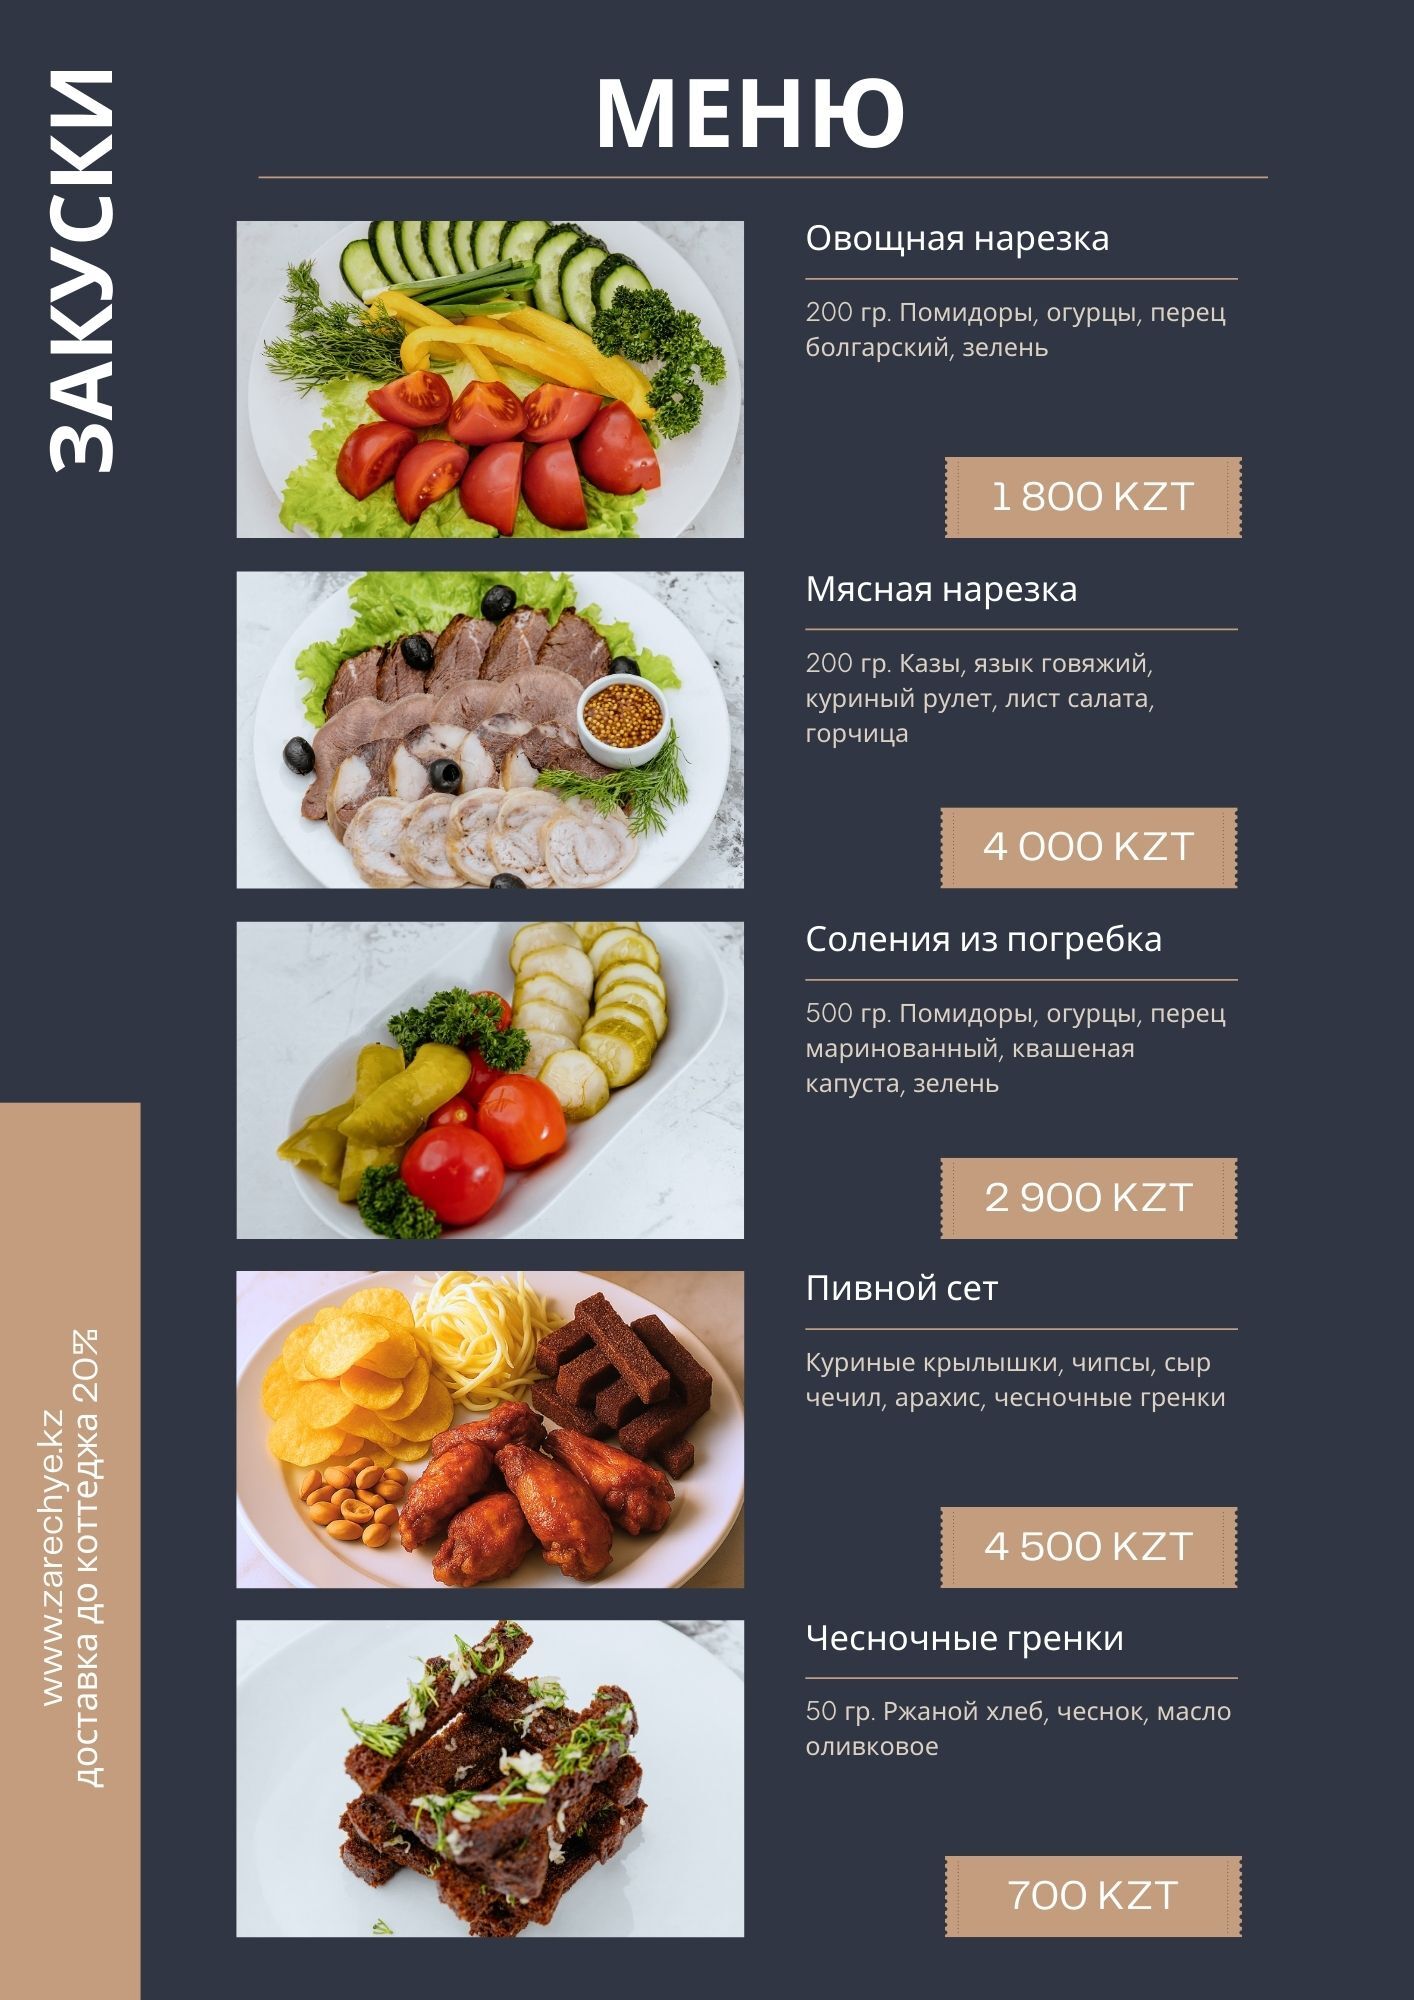 ЗАКУСКИ
МЕНЮ
Овощная нарезка
200 гр. Помидоры, огурцы, перец
болгарский, зелень
1 800 KZT
Мясная нарезка
200 гр. Казы, язык говяжий,
куриный рулет, лист салата,
горчица
4 000 KZT
Соления из погребка
500 гр. Помидоры, огурцы, перец
маринованный, квашеная
капуста, зелень
2 900 KZT
Пивной сет
Куриные крылышки, чипсы, сыр
чечил, арахис, чесночные гренки
4 500 KZT
Чесночные гренки
50 гр. Ржаной хлеб, чеснок, масло
оливковое
700 KZT
www.zarechye.kz
доставка до коттеджа 20%